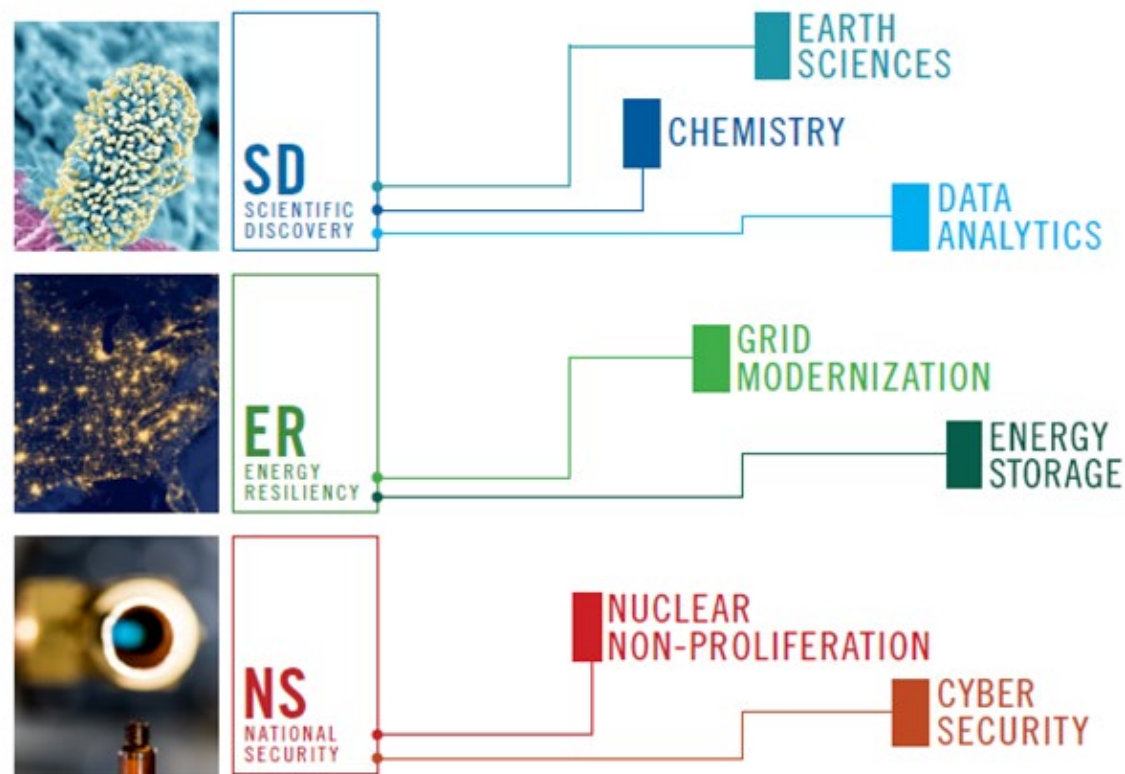 EARTH
SCIENCES
CHEMISTRY
SD
SCIENTIFIC
DISCOVERY
DATA
ANALYTICS
GRID
MODERNIZATION
ER
ENERGY
RESILIENCY
ENERGY
STORAGE
NUCLEAR
NON-PROLIFERATION
NS
NATIONAL
SECURITY
CYBER
SECURITY